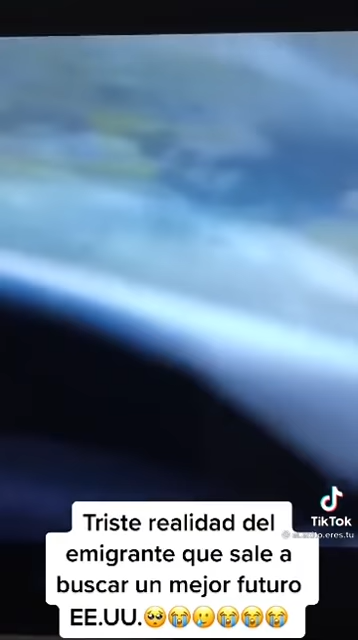 TikTok
Triste realidad del
emigrante que sale a
buscar un mejor futuro
EE.UU.🥺😭🥲😭😭😭